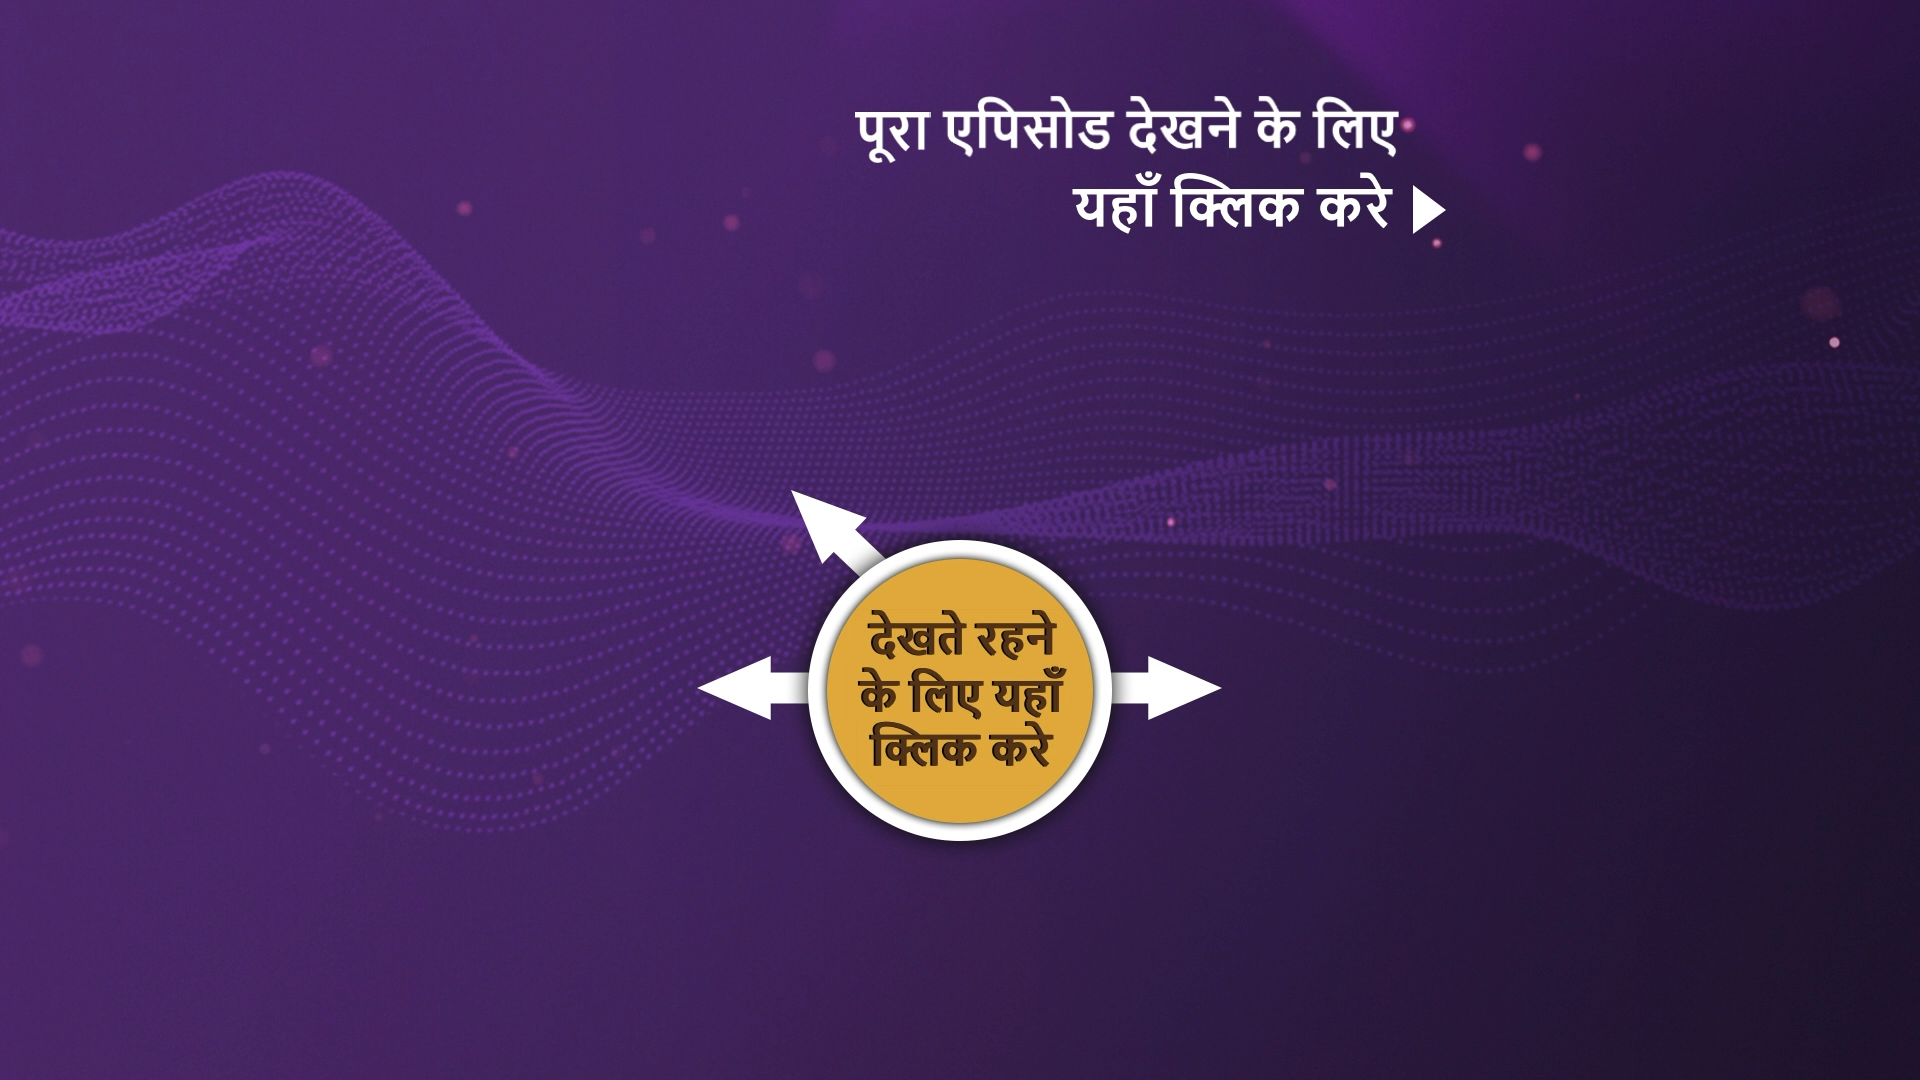 पूरा एपिसोड देखने के लिए
यहाँ क्लिक करे
देखते रहने
के लिए यहाँ
क्लिक करे